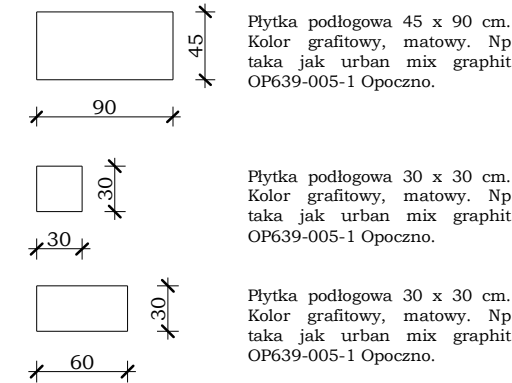 45
Płytka podłogowa 45 x 90 cm.
Kolor grafitowy, matowy. Np
taka jak urban mix graphit
OP639-005-1 Opoczno.
90
30
30
Płytka podłogowa 30 x 30 cm.
Kolor grafitowy, matowy. Np
taka jak urban mix graphit
OP639-005-1 Opoczno.
30
60
Płytka podłogowa 30 x 30 cm.
Kolor grafitowy, matowy. Np
taka jak urban mix graphit
OP639-005-1 Opoczno.